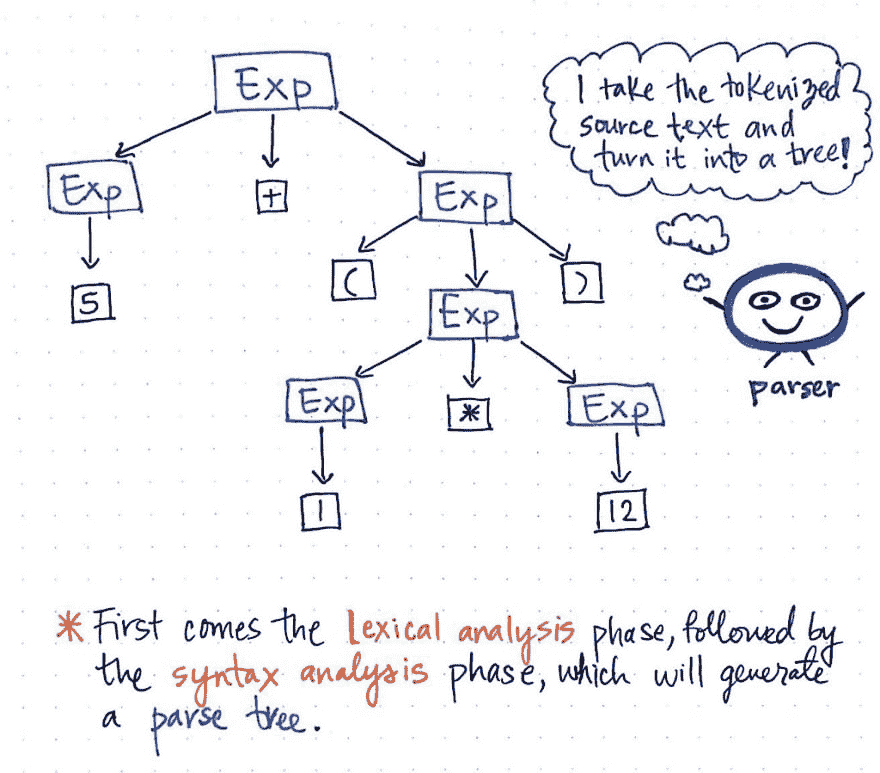 Exp
I take the tokenized
source text and
turn it into a tree!
Exp
+
Exp
5
(
)
Exp
parser
Exp
*
Exp
1
12
* First comes the lexical analysis phase, followed by
the syntax analysis phase, which will generate
a parse tree.